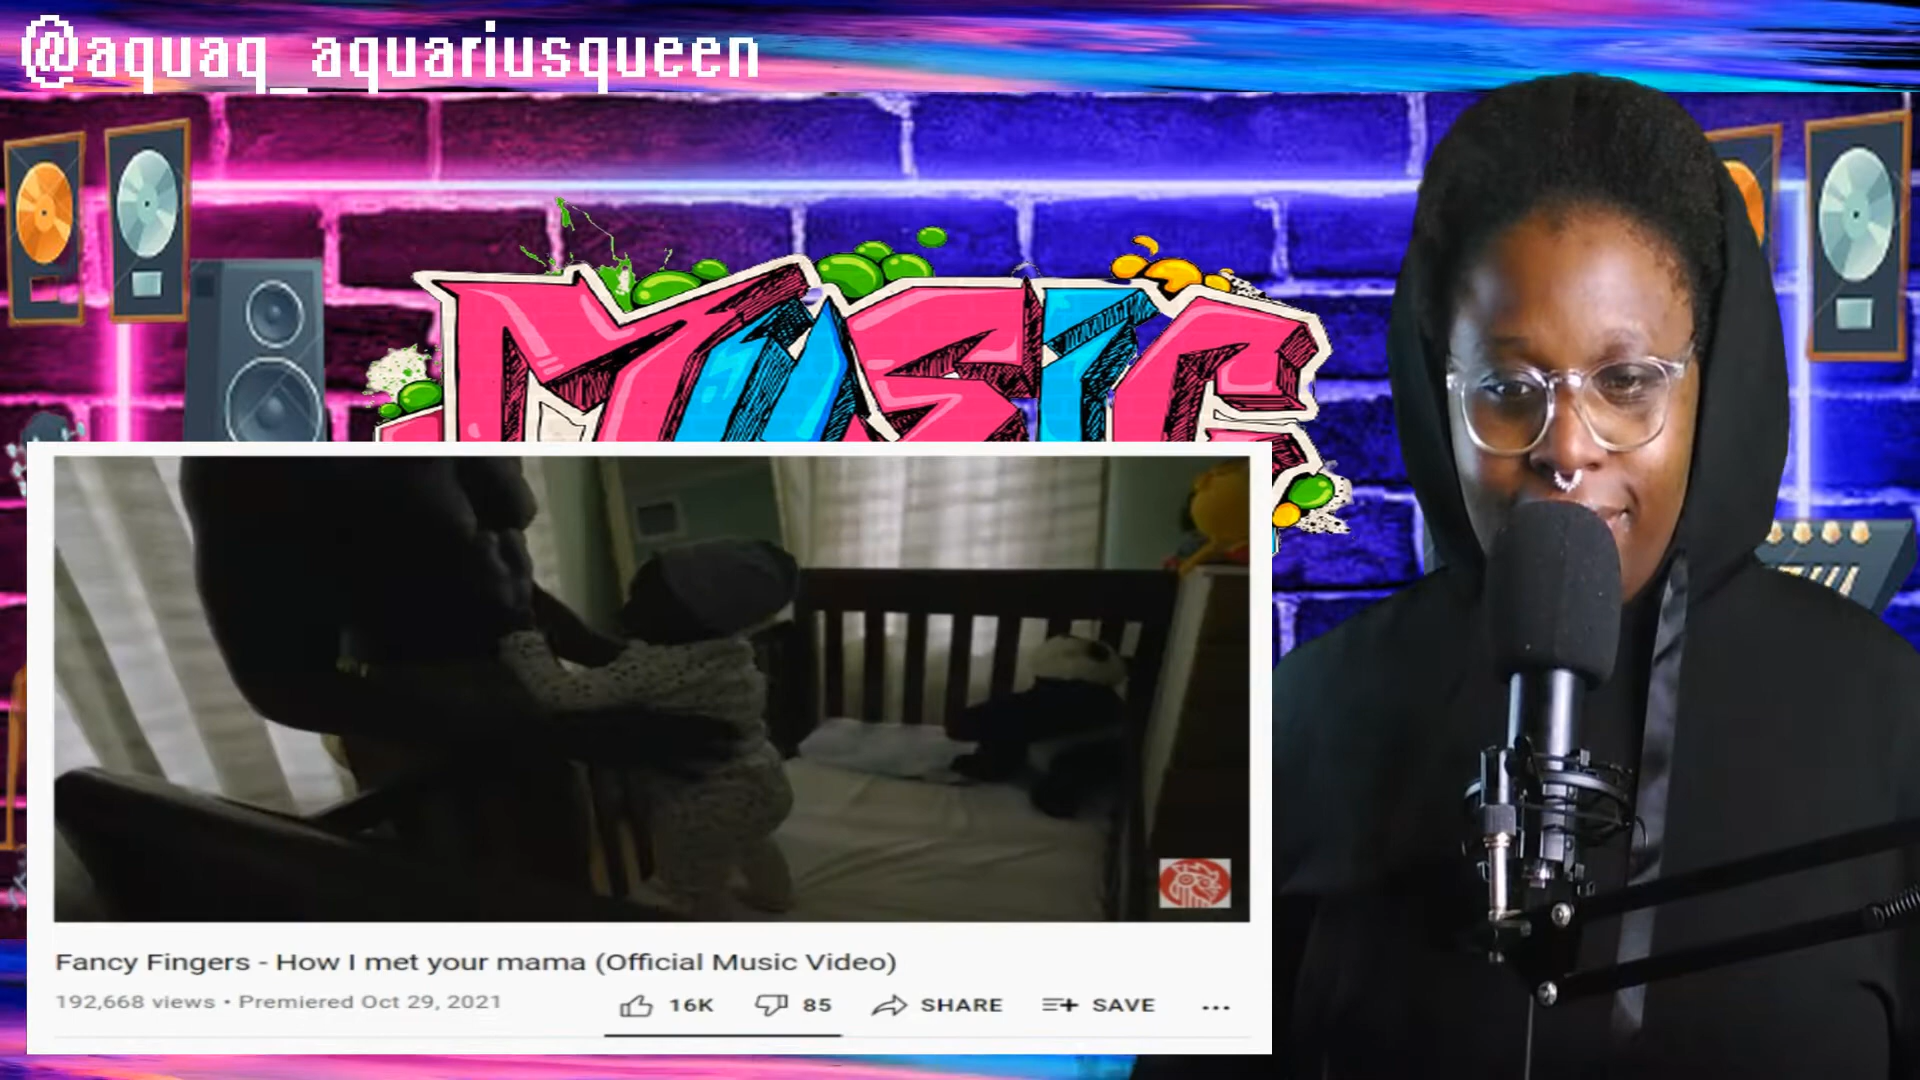 @aquaq_aquariusqueen
MUSIC
Fancy Fingers - How I met your mama (Official Music Video)
192,668 views • Premiered Oct 29, 2021 16K 85 SHARE SAVE ...